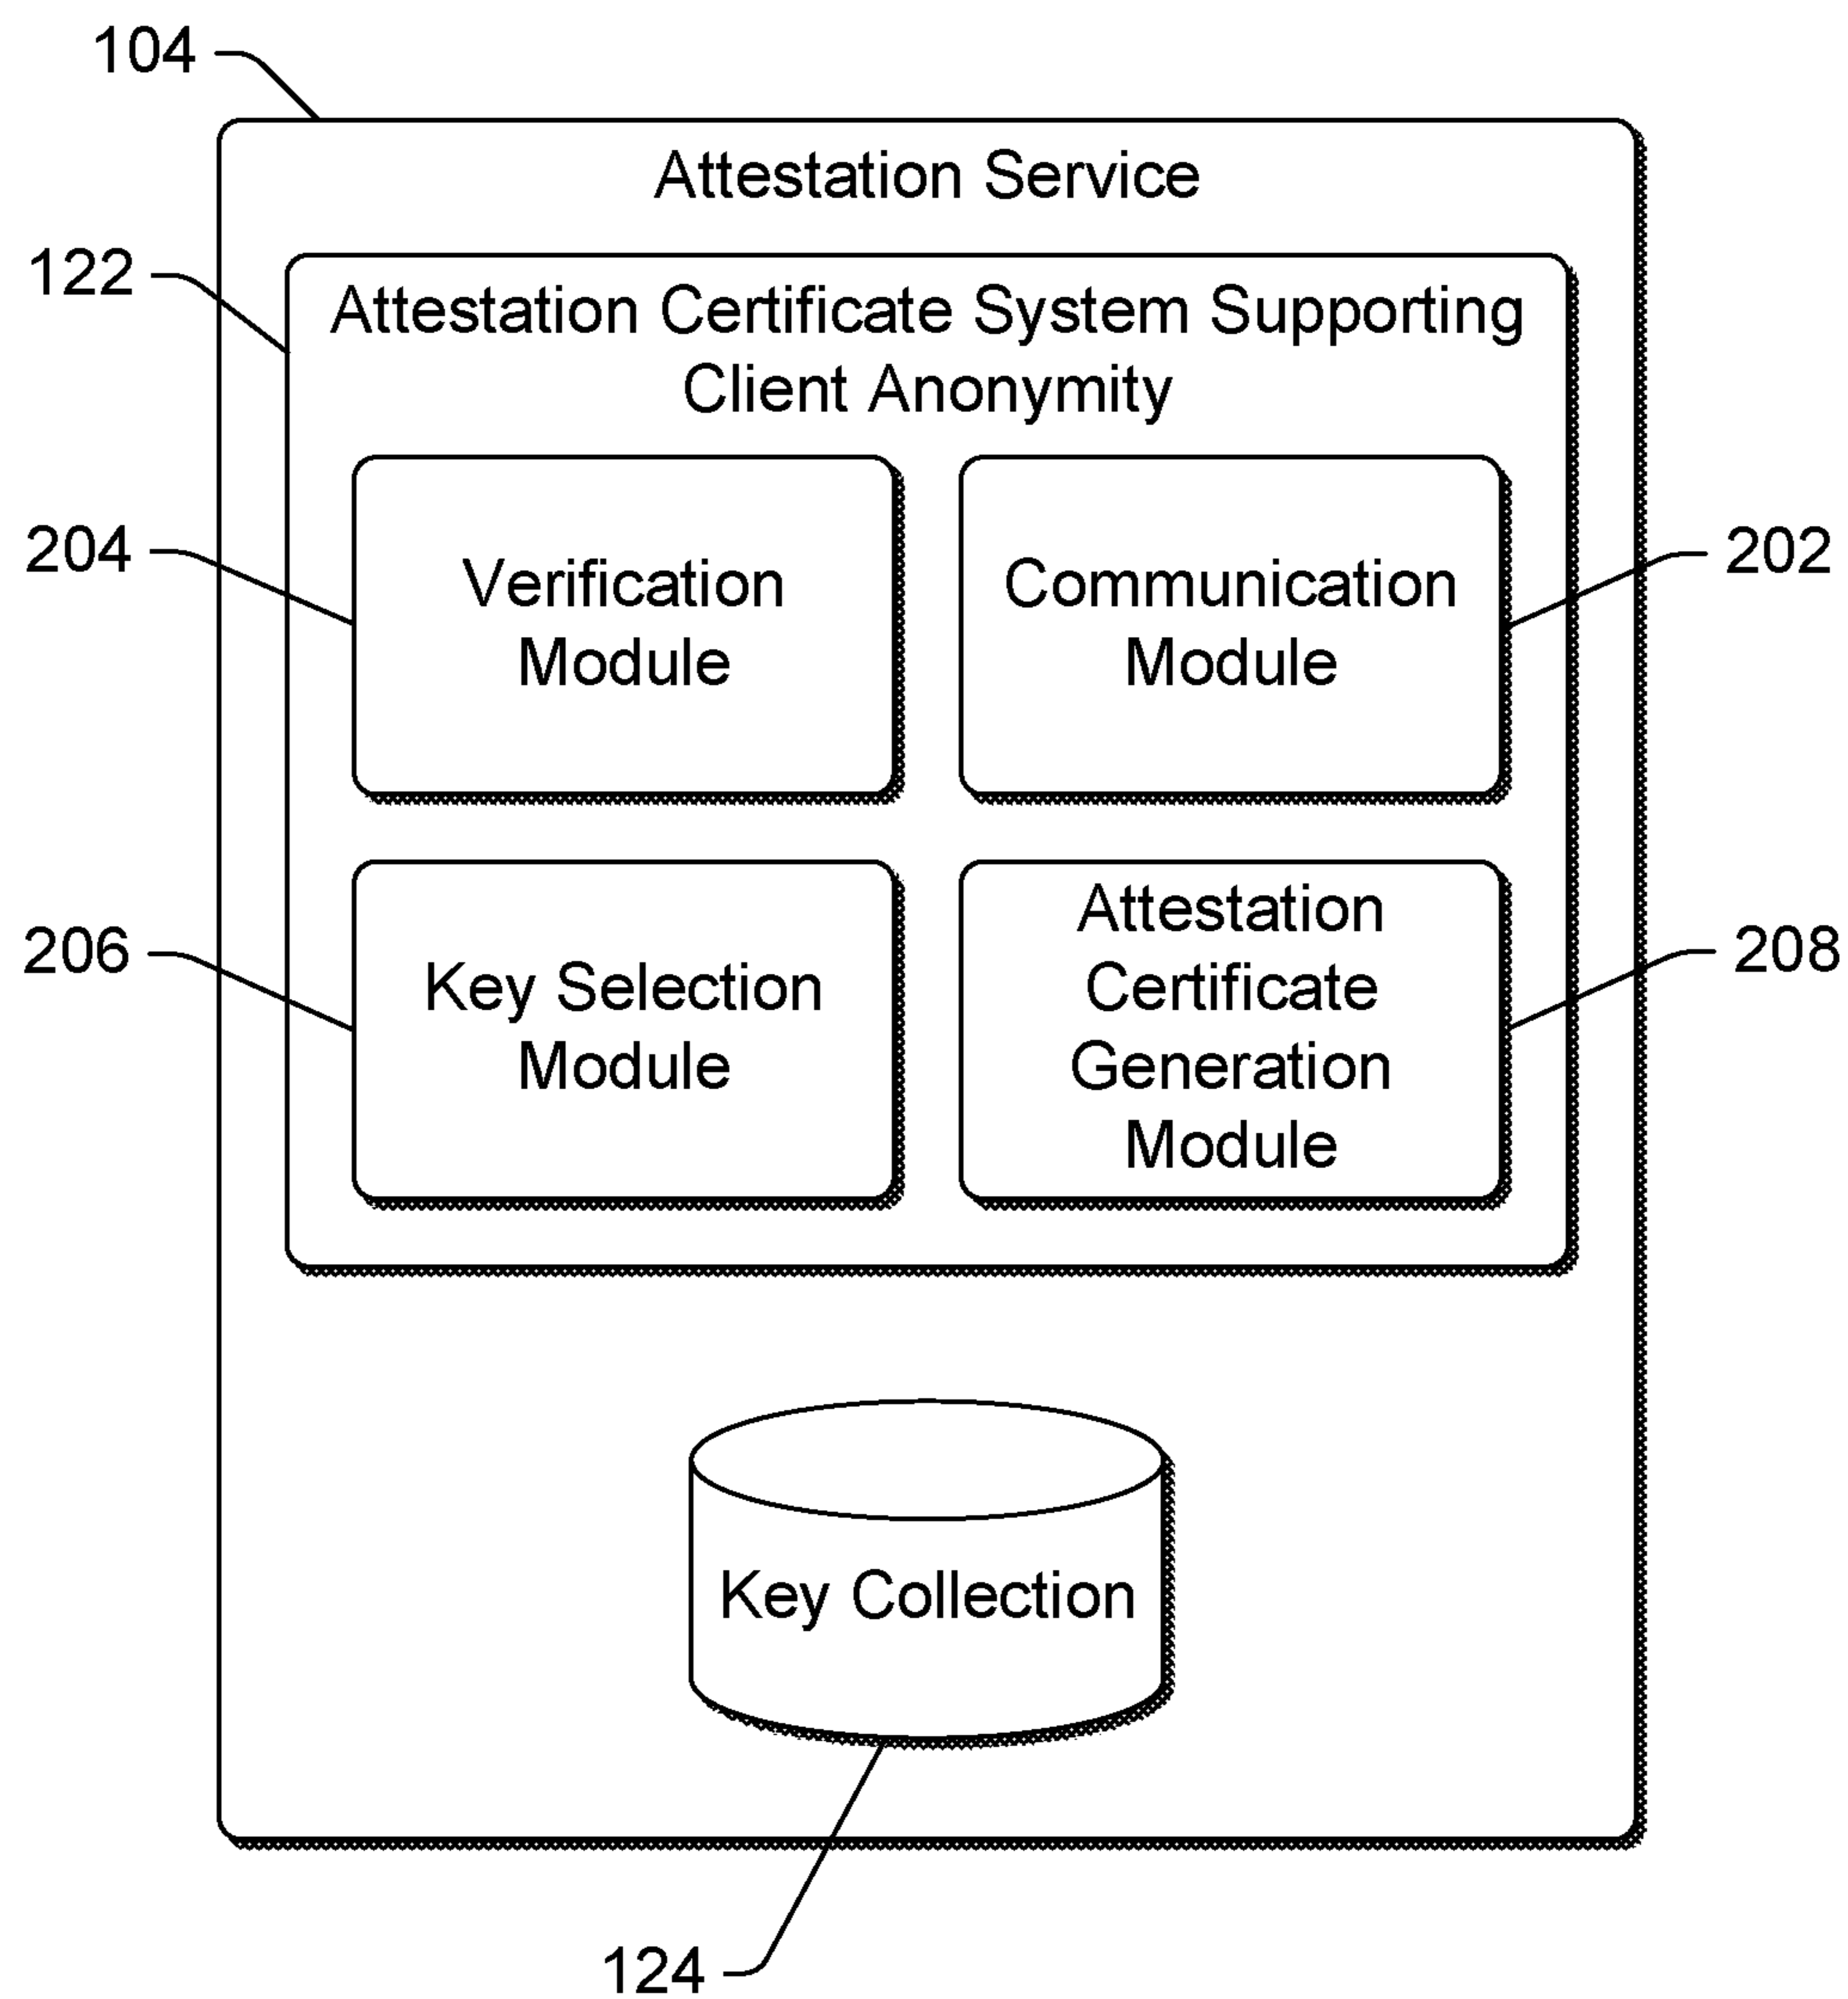 104
Attestation Service
122
Attestation Certificate System Supporting
Client Anonymity
204
Verification
Module
Communication
Module
202
206
Key Selection
Module
Attestation
Certificate
Generation
Module
208
Key Collection
124